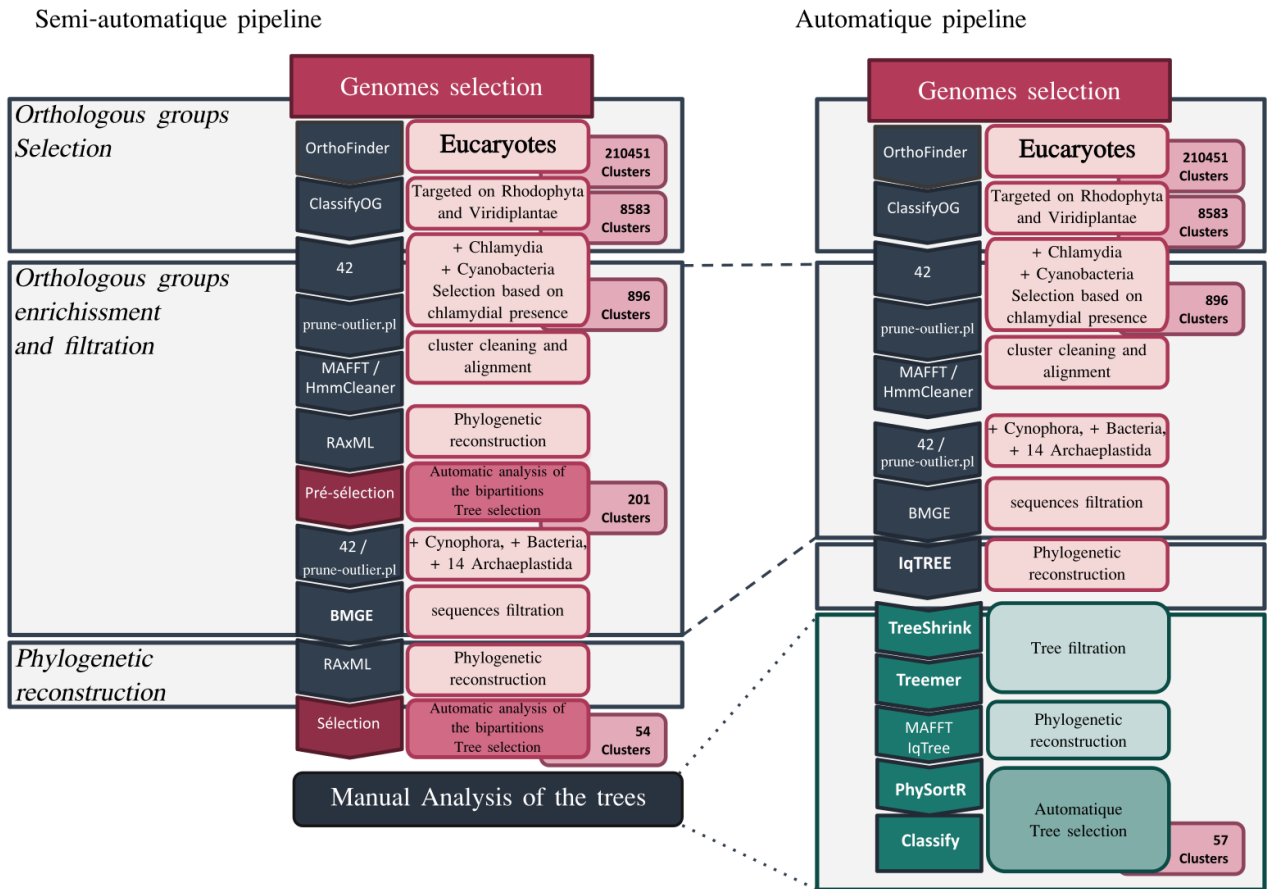 Semi-automatique pipeline
Genomes selection
Orthologous groups
Selection
OrthoFinder
Eucaryotes
210451
Clusters
ClassifyOG
Targeted on Rhodophyta
and Viridiplantae
8583
Clusters
Orthologous groups
enrichissment
and filtration
42
+ Chlamydia
+ Cyanobacteria
Selection based on
chlamydial presence
896
Clusters
prune-outlier.pl
MAFFT /
HmmCleaner
cluster cleaning and
alignment
RAxML
Phylogenetic
reconstruction
Pré-sélection
Automatic analysis of
the bipartitions
Tree selection
201
Clusters
42 /
prune-outlier.pl
+ Cynophora, + Bacteria,
+ 14 Archaeplastida
BMGE
sequences filtration
Phylogenetic
reconstruction
RAxML
Phylogenetic
reconstruction
Sélection
Automatic analysis of
the bipartitions
Tree selection
54
Clusters
Manual Analysis of the trees
Automatique pipeline
Genomes selection
OrthoFinder
Eucaryotes
210451
Clusters
ClassifyOG
Targeted on Rhodophyta
and Viridiplantae
8583
Clusters
42
+ Chlamydia
+ Cyanobacteria
Selection based on
chlamydial presence
896
Clusters
prune-outlier.pl
MAFFT /
HmmCleaner
cluster cleaning and
alignment
42 /
prune-outlier.pl
+ Cynophora, + Bacteria,
+ 14 Archaeplastida
BMGE
sequences filtration
IqTREE
Phylogenetic
reconstruction
TreeShrink
Tree filtration
Treemer
MAFFT
IqTree
Phylogenetic
reconstruction
PhySortR
Automatique
Tree selection
Classify
57
Clusters